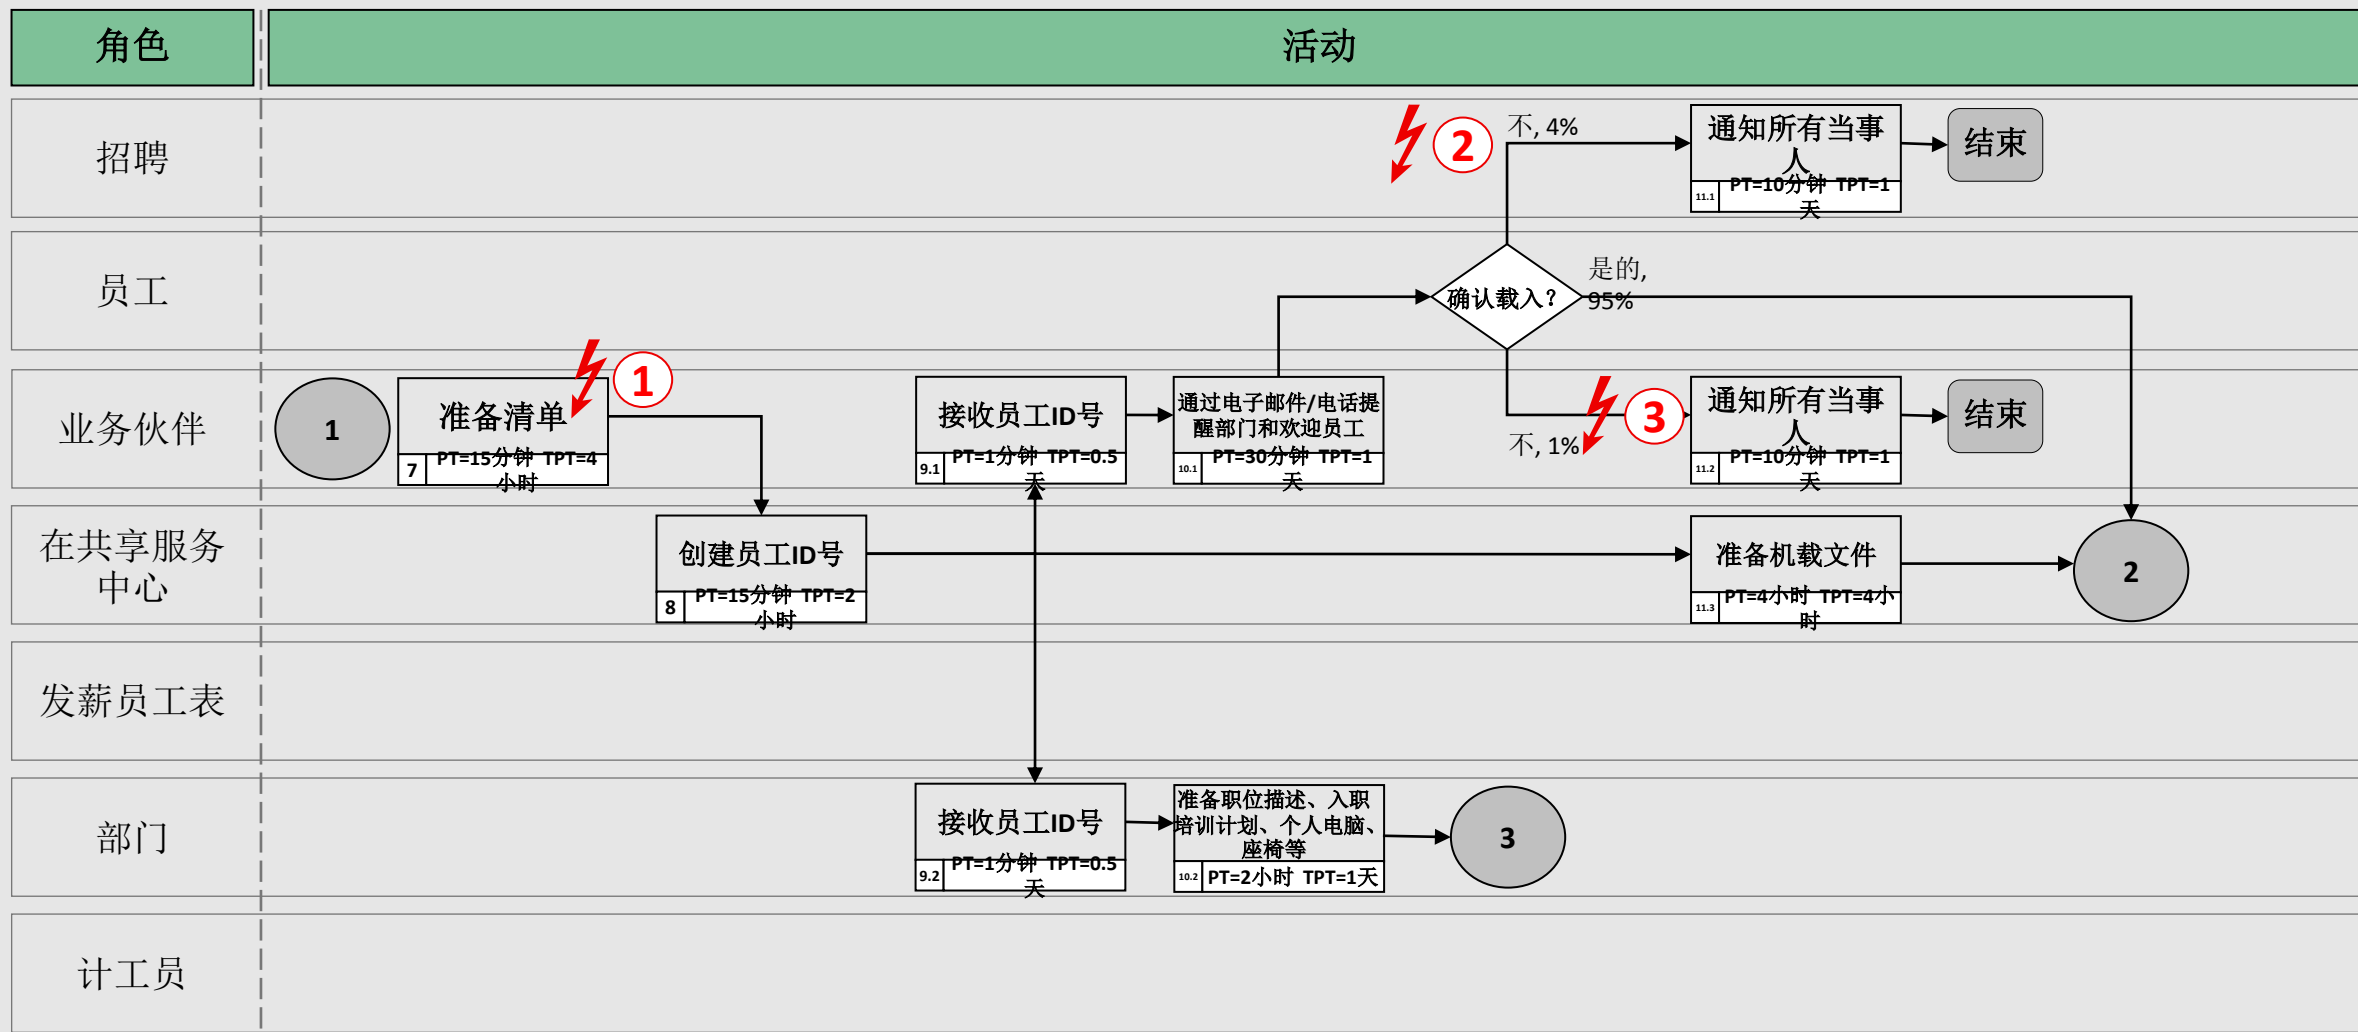 角色
活动
招聘
2
不, 4%
通知所有当事
人
11.1
PT=10分钟 TPT=1
天
结束
员工
确认载入?
是的,
95%
业务伙伴
1
准备清单
7
PT=15分钟 TPT=4
小时
1
接收员工ID号
9.1
PT=1分钟 TPT=0.5
天
通过电子邮件/电话提
醒部门和欢迎员工
10.1
PT=30分钟 TPT=1
天
不, 1%
3
通知所有当事
人
11.2
PT=10分钟 TPT=1
天
结束
在共享服务
中心
创建员工ID号
8
PT=15分钟 TPT=2
小时
准备机载文件
11.3
PT=4小时 TPT=4小
时
2
发薪员工表
部门
接收员工ID号
9.2
PT=1分钟 TPT=0.5
天
准备职位描述、入职
培训计划、个人电脑、
座椅等
10.2
PT=2小时 TPT=1天
3
计工员